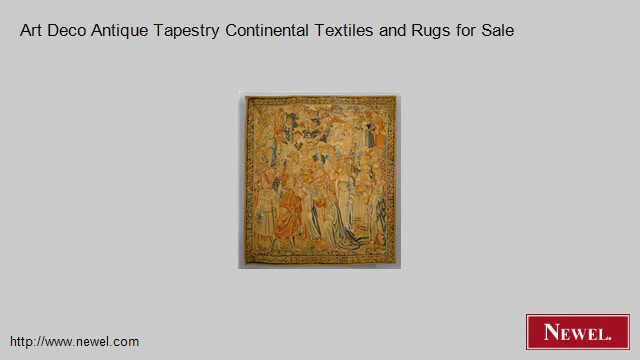 Art Deco Antique Tapestry Continental Textiles and Rugs for Sale
http://www.newel.com
NEWEL.